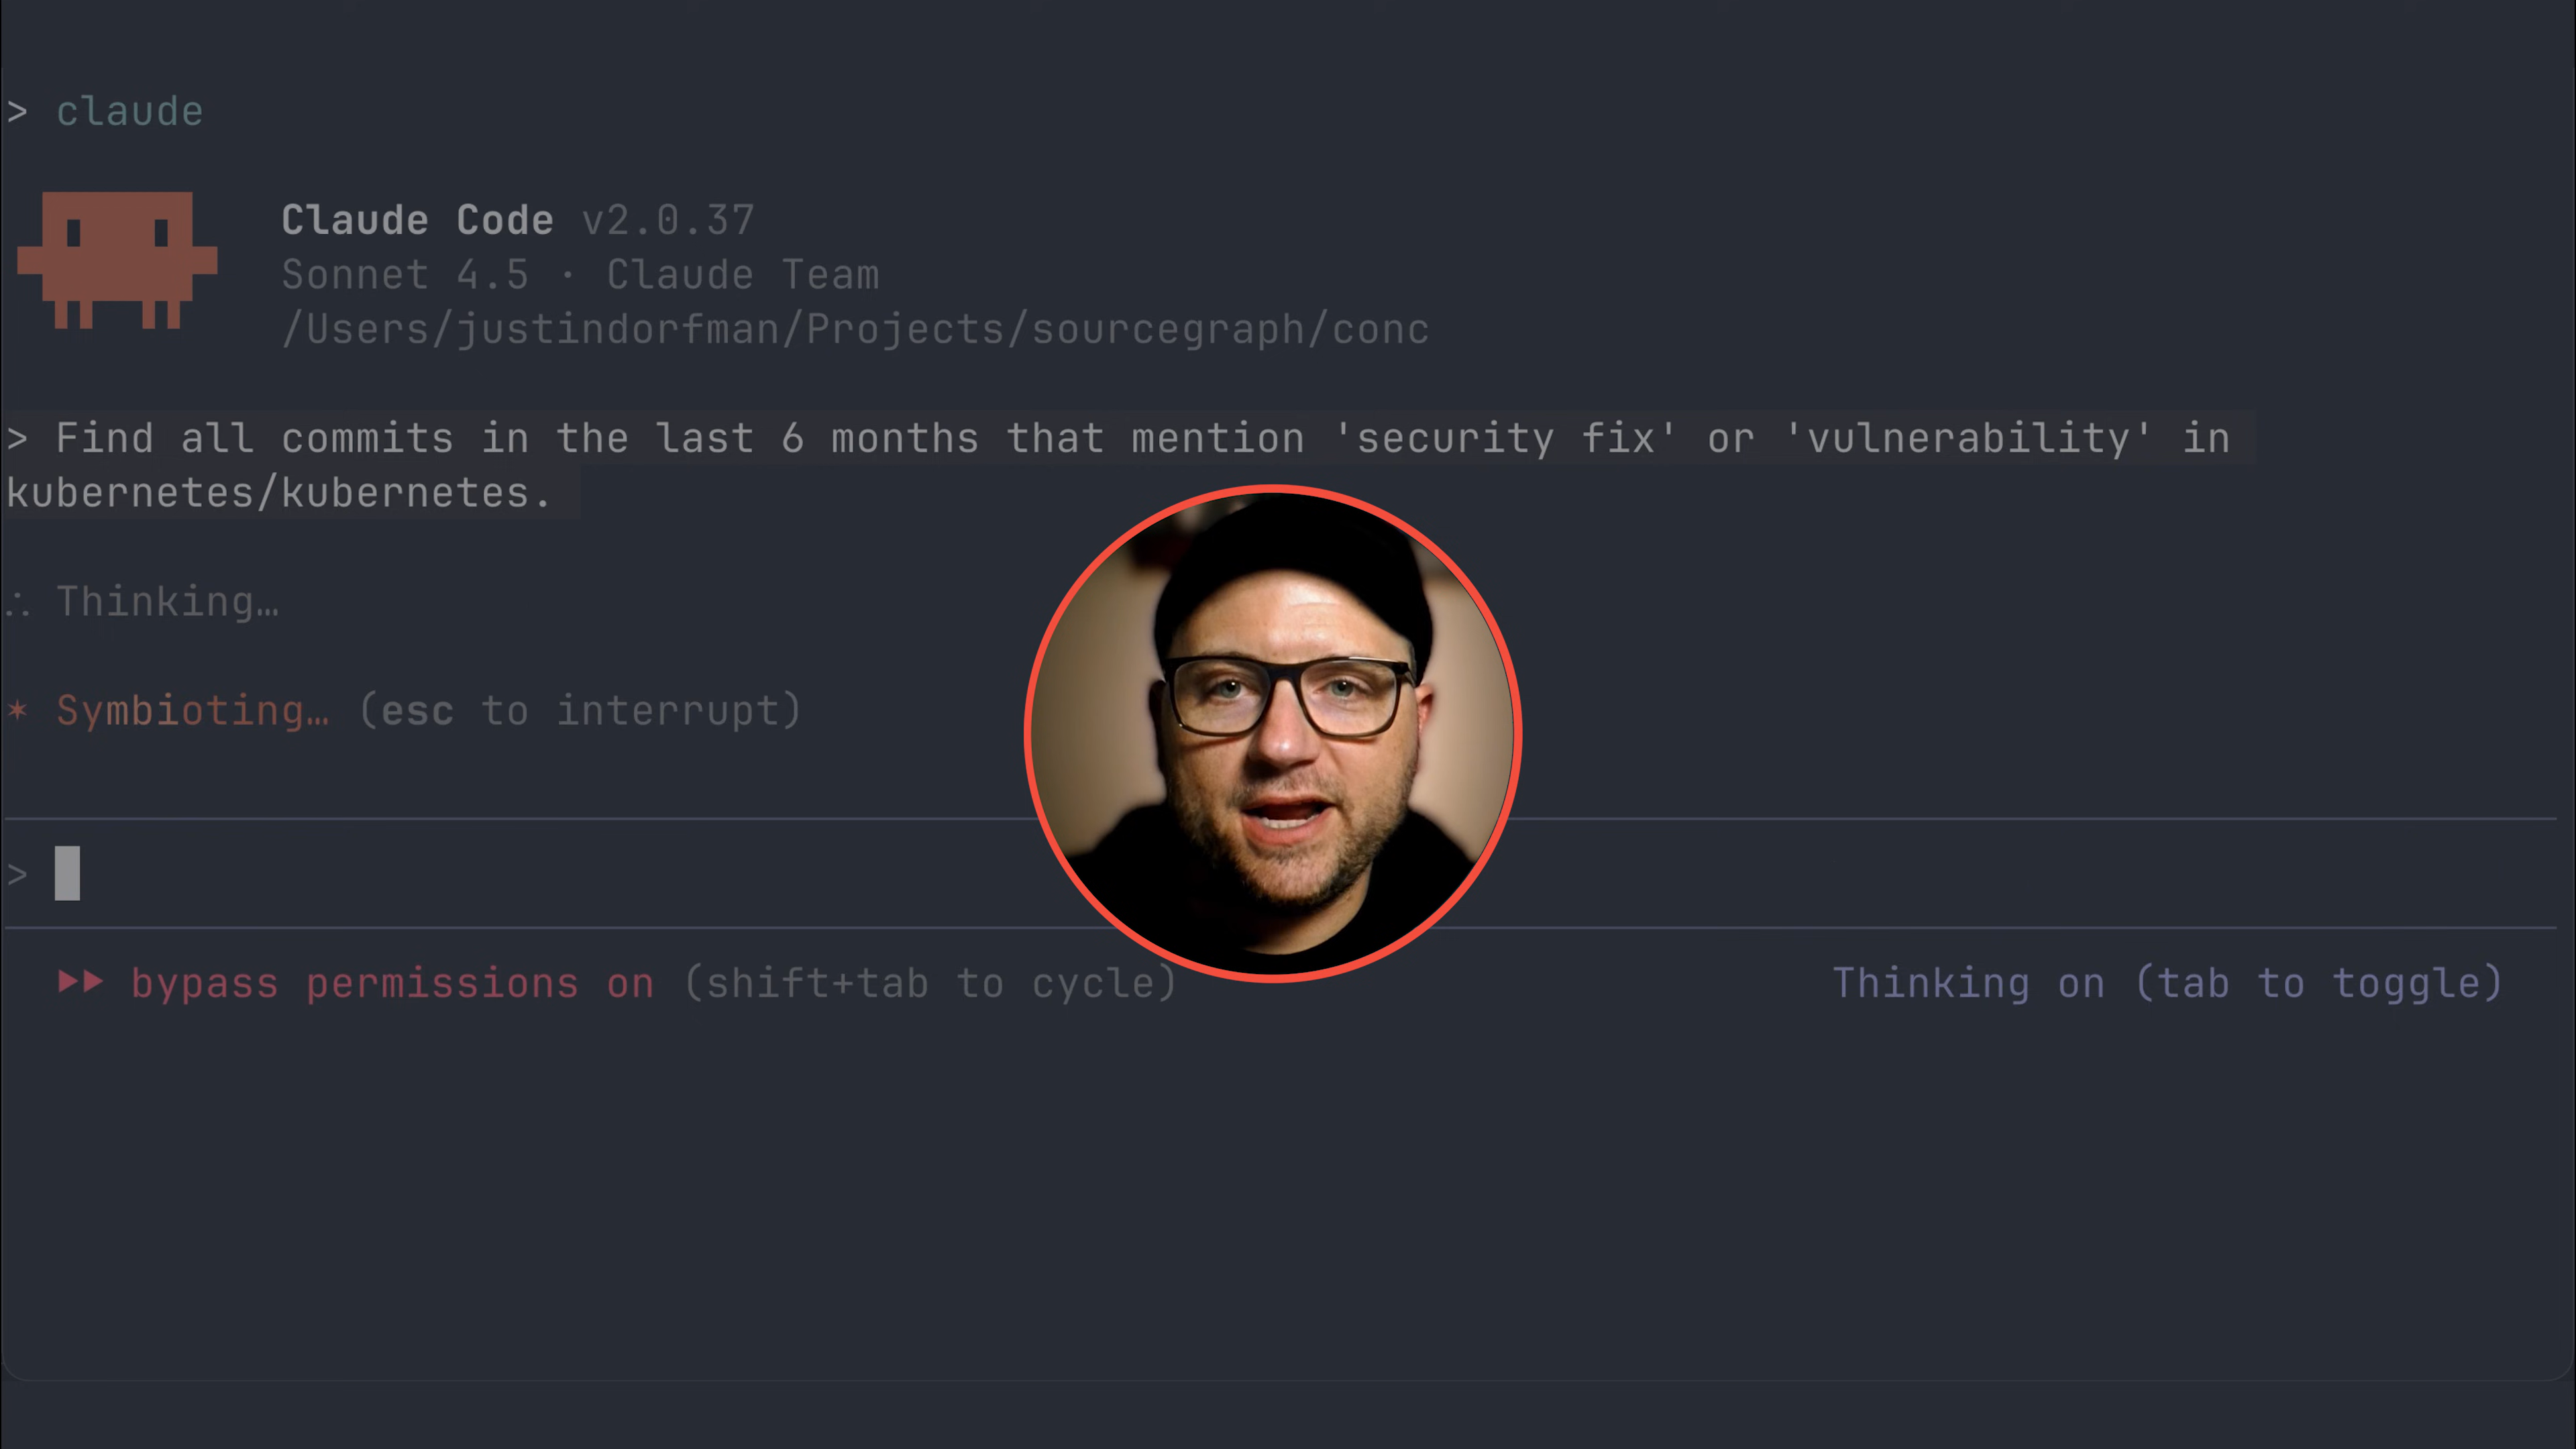 > claude
Claude Code v2.0.37
Sonnet 4.5 · Claude Team
/Users/justindorfman/Projects/sourcegraph/conc
> Find all commits in the last 6 months that mention 'security fix' or 'vulnerability' in
kubernetes/kubernetes.
∴ Thinking…
✶ Symbioting… (esc to interrupt)
>
⏵⏵ bypass permissions on (shift+tab to cycle) Thinking on (tab to toggle)